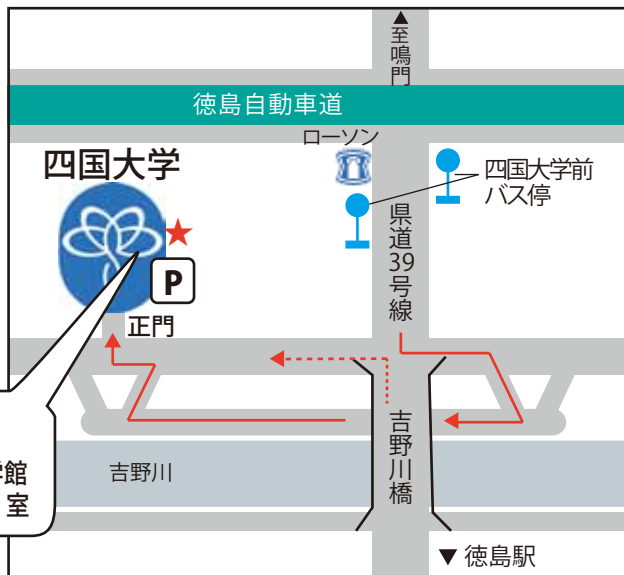 ▲至鳴門
徳島自動車道
ローソン
四国大学
四国大学前
バス停
県道39号線
P
正門
吉野川橋
吉野川
館
室
▼ 徳島駅